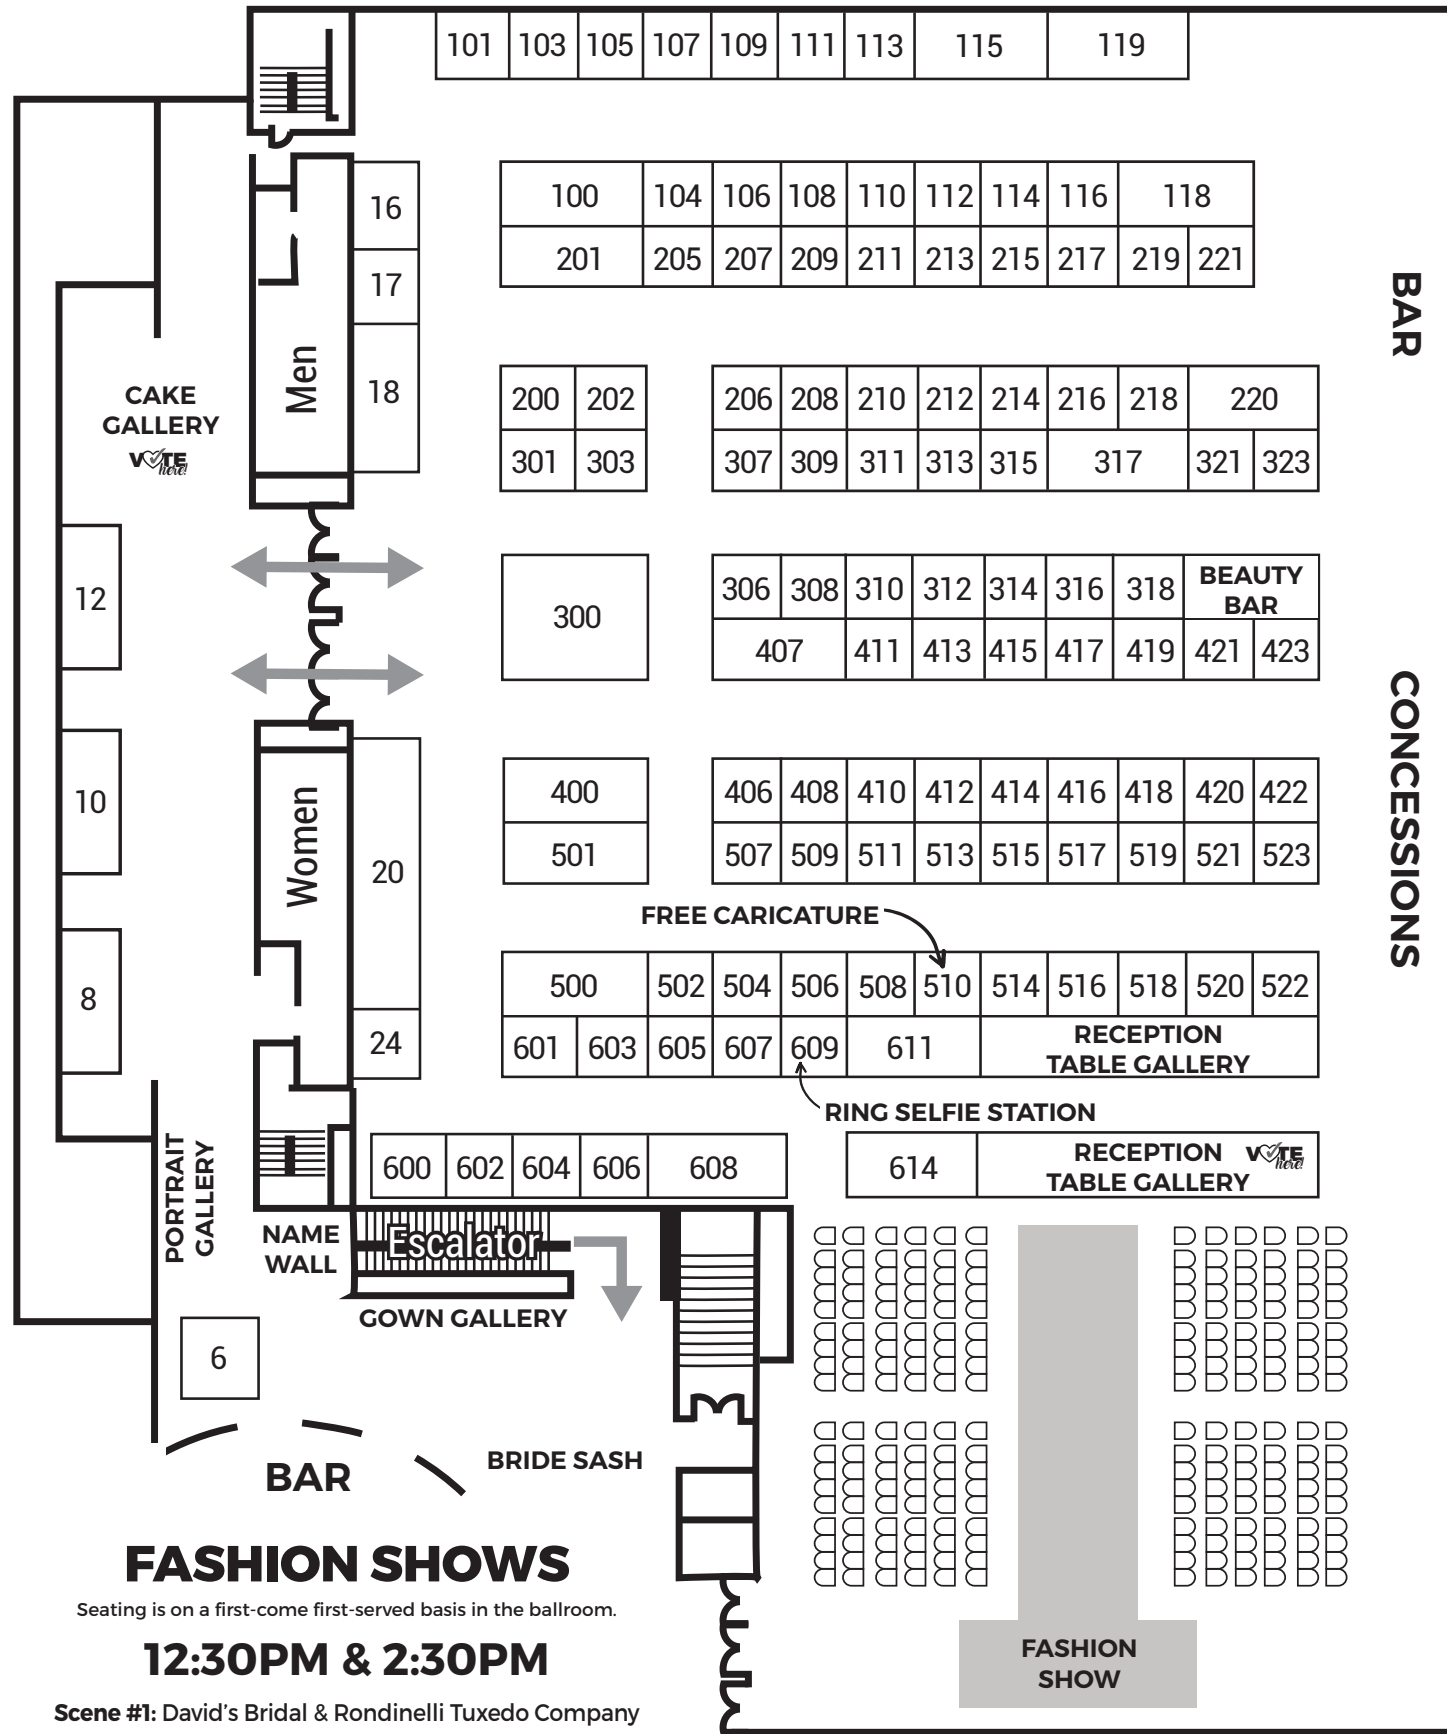 101 103 105 107 109 111 113 115 119
16
100 104 106 108 110 112 114 116 118
17
201 205 207 209 211 213 215 217 219 221
BAR
Men
18
CAKE
GALLERY
VOTE
here!
200 202 206 208 210 212 214 216 218 220
301 303 307 309 311 313 315 317 321 323
12
300
306 308 310 312 314 316 318 BEAUTY
BAR
407 411 413 415 417 419 421 423
CONCESSIONS
10
Women
20
400 406 408 410 412 414 416 418 420 422
501 507 509 511 513 515 517 519 521 523
FREE CARICATURE
8
24
500 502 504 506 508 510 514 516 518 520 522
601 603 605 607 609 611 RECEPTION
TABLE GALLERY
RING SELFIE STATION
PORTRAIT
GALLERY
600 602 604 606 608 614 RECEPTION
TABLE GALLERY
VOTE
here!
NAME
WALL
Escalator
GOWN GALLERY
6
BAR
BRIDE SASH
FASHION SHOWS
Seating is on a first-come first-served basis in the ballroom.
12:30PM & 2:30PM
Scene #1: David's Bridal & Rondinelli Tuxedo Company
FASHION
SHOW